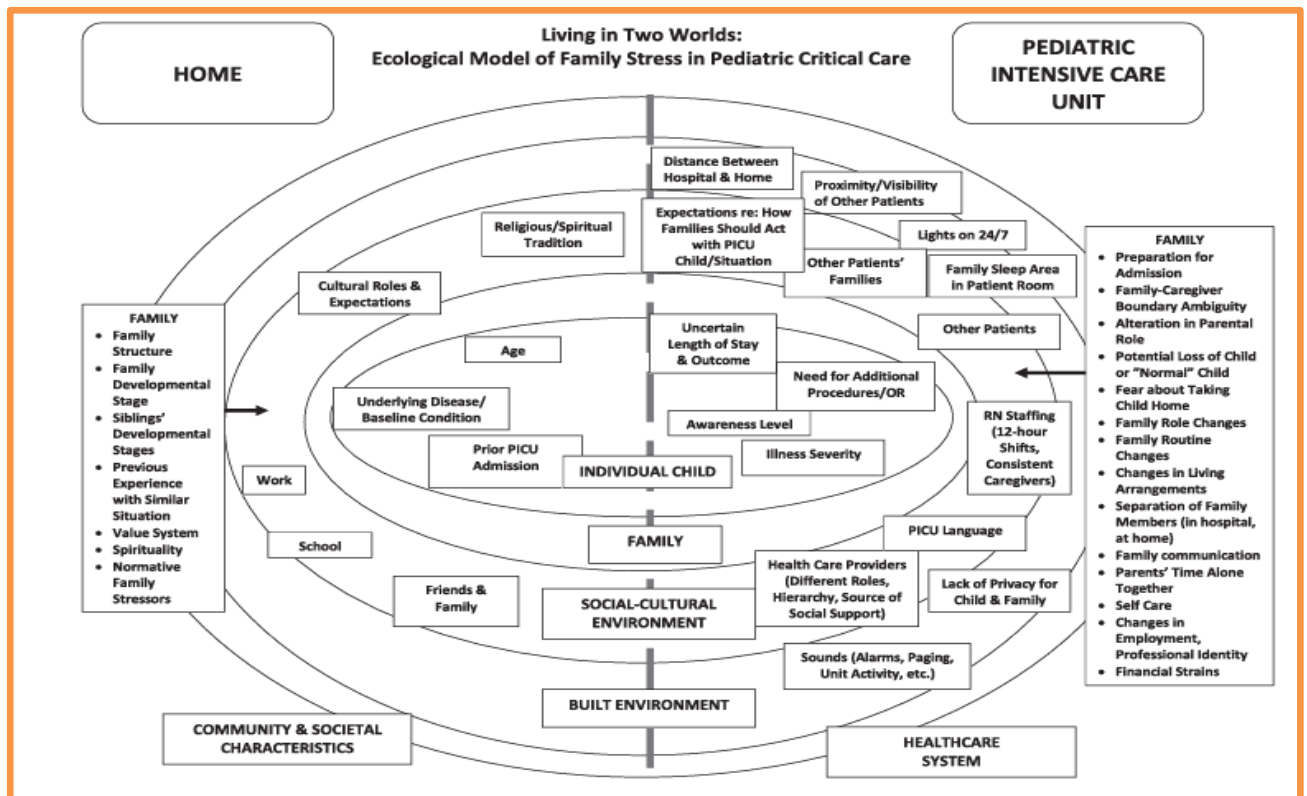 Living in Two Worlds:
Ecological Model of Family Stress in Pediatric Critical Care
HOME
PEDIATRIC
INTENSIVE CARE
UNIT
Distance Between
Hospital & Home
Proximity/Visibility
of Other Patients
Religious/Spiritual
Tradition
Expectations re: How
Families Should Act
with PICU
Child/Situation
Lights on 24/7
Other Patients'
Families
Family Sleep Area
in Patient Room
Cultural Roles &
Expectations
Other Patients
Age
Uncertain
Length of Stay
& Outcome
Need for Additional
Procedures/OR
Underlying Disease/
Baseline Condition
Awareness Level
RN Staffing
(12-hour
Shifts,
Consistent
Caregivers)
Prior PICU
Admission
Illness Severity
INDIVIDUAL CHILD
Work
School
FAMILY
PICU Language
Friends &
Family
SOCIAL-CULTURAL
ENVIRONMENT
Health Care Providers
(Different Roles,
Hierarchy, Source of
Social Support)
Lack of Privacy for
Child & Family
Sounds (Alarms, Paging,
Unit Activity, etc.)
BUILT ENVIRONMENT
COMMUNITY & SOCIETAL
CHARACTERISTICS
HEALTHCARE
SYSTEM
FAMILY
• Family
Structure
• Family
Developmental
Stage
• Siblings'
Developmental
Stages
• Previous
Experience
with Similar
Situation
• Value System
• Spirituality
• Normative
Family
Stressors
FAMILY
• Preparation for
Admission
• Family-Caregiver
Boundary Ambiguity
• Alteration in Parental
Role
• Potential Loss of Child
or "Normal" Child
• Fear about Taking
Child Home
• Family Role Changes
• Family Routine
Changes
• Changes in Living
Arrangements
• Separation of Family
Members (in hospital,
at home)
• Family communication
• Parents' Time Alone
Together
• Self Care
• Changes in
Employment,
Professional Identity
• Financial Strains